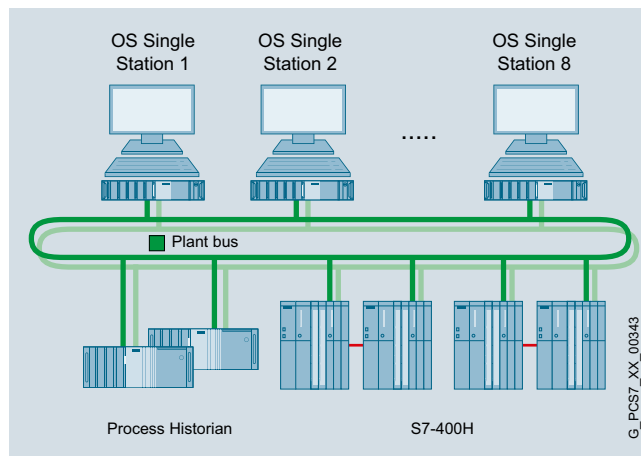 OS Single
Station 1
OS Single
Station 2
OS Single
Station 8
.....
Plant bus
Process Historian
S7-400H
G_PCS7_XX_00343